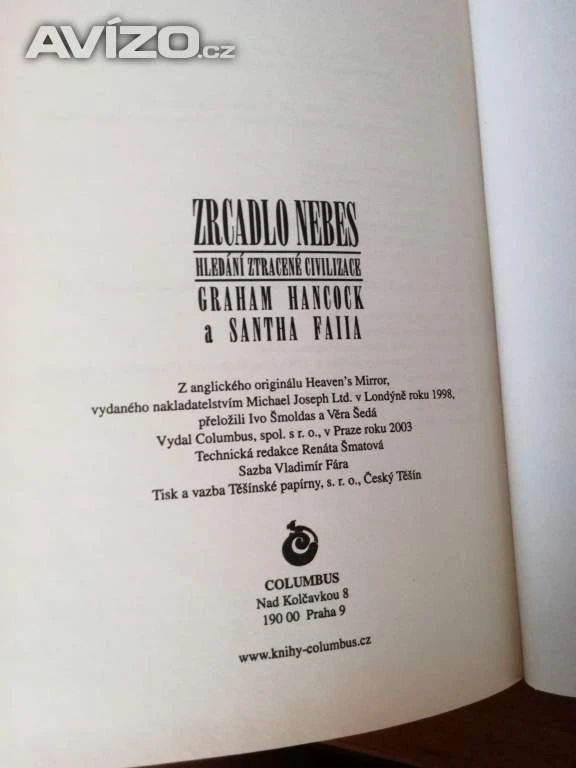 AVÍZO.cz
ZRCADLO NEBES
HLEDÁNÍ ZTRACENÉ CIVILIZACE
GRAHAM HANCOCK
a SANTHA FAIIA
Z anglického originálu Heaven's Mirror,
vydaného nakladatelstvím Michael Joseph Ltd. v Londýně roku 1998,
přeložili Ivo Šmoldas a Věra Šedá
Vydal Columbus, spol. s r. o., v Praze roku 2003
Technická redakce Renáta Šmatová
Sazba Vladimír Fára
Tisk a vazba Těšínské papírny, s. r. o., Český Těšín
COLUMBUS
Nad Kolčavkou 8
190 00 Praha 9
www.knihy-columbus.cz